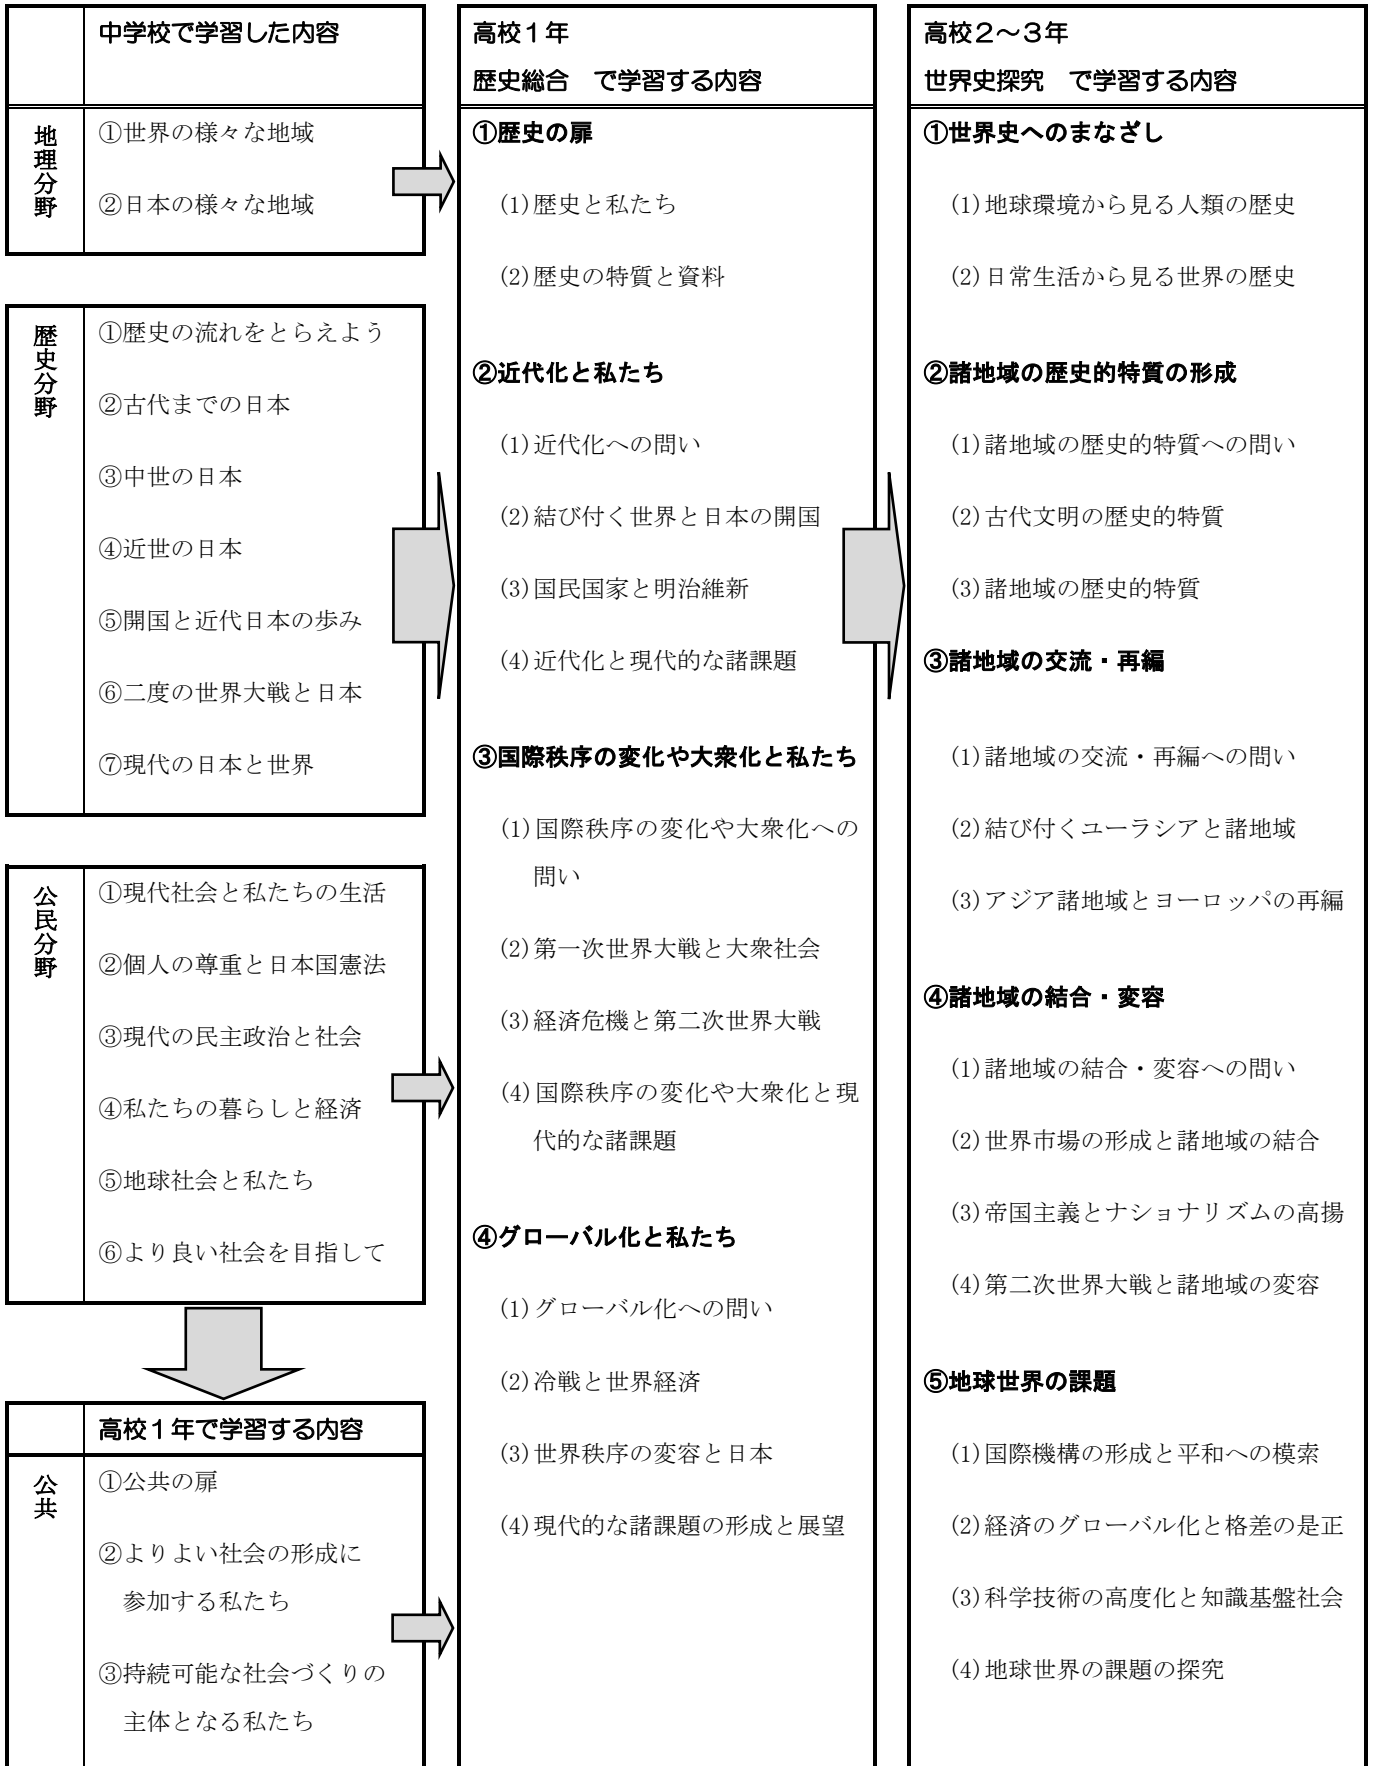 中学校で学習した内容
地理分野
①世界の様々な地域
②日本の様々な地域
歴史分野
①歴史の流れをとらえよう
②古代までの日本
③中世の日本
④近世の日本
⑤開国と近代日本の歩み
⑥二度の世界大戦と日本
⑦現代の日本と世界
公民分野
①現代社会と私たちの生活
②個人の尊重と日本国憲法
③現代の民主政治と社会
④私たちの暮らしと経済
⑤地球社会と私たち
⑥より良い社会を目指して
高校１年で学習する内容
公共
①公共の扉
②よりよい社会の形成に
参加する私たち
③持続可能な社会づくりの
主体となる私たち
高校１年
歴史総合　で学習する内容
①歴史の扉
(1)歴史と私たち
(2)歴史の特質と資料
②近代化と私たち
(1)近代化への問い
(2)結び付く世界と日本の開国
(3)国民国家と明治維新
(4)近代化と現代的な諸課題
③国際秩序の変化や大衆化と私たち
(1)国際秩序の変化や大衆化への
問い
(2)第一次世界大戦と大衆社会
(3)経済危機と第二次世界大戦
(4)国際秩序の変化や大衆化と現
代的な諸課題
④グローバル化と私たち
(1)グローバル化への問い
(2)冷戦と世界経済
(3)世界秩序の変容と日本
(4)現代的な諸課題の形成と展望
高校２～３年
世界史探究　で学習する内容
①世界史へのまなざし
(1)地球環境から見る人類の歴史
(2)日常生活から見る世界の歴史
②諸地域の歴史的特質の形成
(1)諸地域の歴史的特質への問い
(2)古代文明の歴史的特質
(3)諸地域の歴史的特質
③諸地域の交流・再編
(1)諸地域の交流・再編への問い
(2)結び付くユーラシアと諸地域
(3)アジア諸地域とヨーロッパの再編
④諸地域の結合・変容
(1)諸地域の結合・変容への問い
(2)世界市場の形成と諸地域の結合
(3)帝国主義とナショナリズムの高揚
(4)第二次世界大戦と諸地域の変容
⑤地球世界の課題
(1)国際機構の形成と平和への模索
(2)経済のグローバル化と格差の是正
(3)科学技術の高度化と知識基盤社会
(4)地球世界の課題の探究